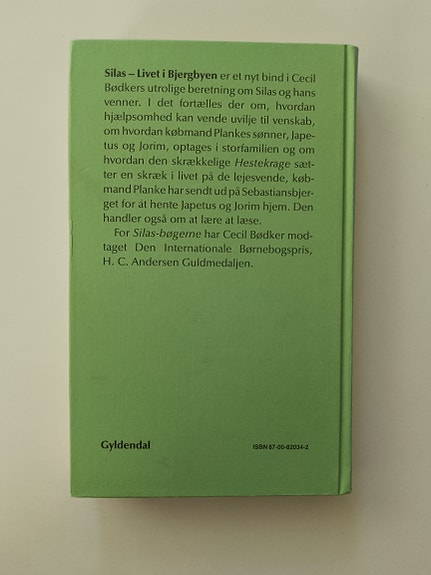 Silas – Livet i Bjergbyen er et nyt bind i Cecil
Bødkers utrolige beretning om Silas og hans
venner. I det fortælles der om, hvordan
hjælpsomhed kan vende uvilje til venskab,
om hvordan købmand Plankes sønner, Jape-
tus og Jorim, optages i storfamilien og om
hvordan den skrækkelige Hestekrage sæt-
ter en skræk i livet på de lejesvende, køb-
mand Planke har sendt ud på Sebastiansbjer-
get for at hente Japetus og Jorim hjem. Den
handler også om at lære at læse.
For Silas-bøgerne har Cecil Bødker mod-
taget Den Internationale Børnebogspris,
H. C. Andersen Guldmedaljen.
Gyldendal
ISBN 87-00-82034-2